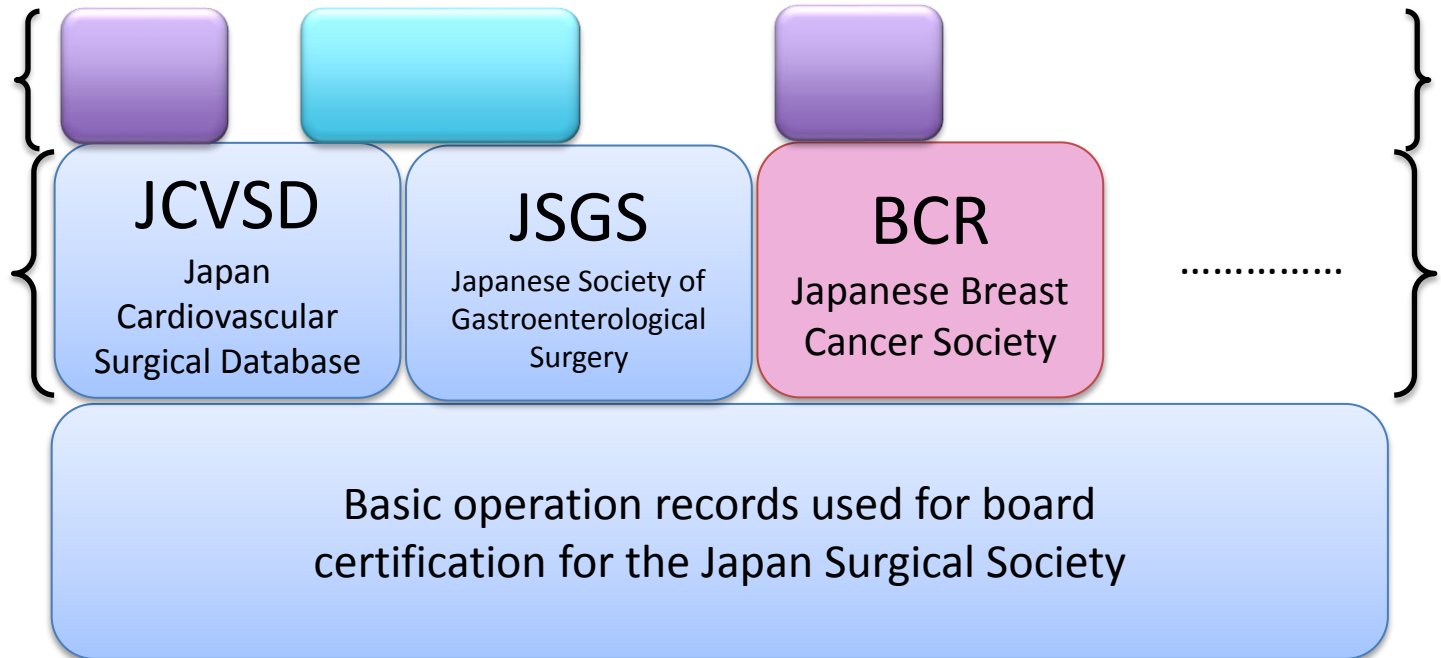 JCVSD
Japan
Cardiovascular
Surgical Database
JSGS
Japanese Society of
Gastroenterological
Surgery
BCR
Japanese Breast
Cancer Society
……………
Basic operation records used for board
certification for the Japan Surgical Society